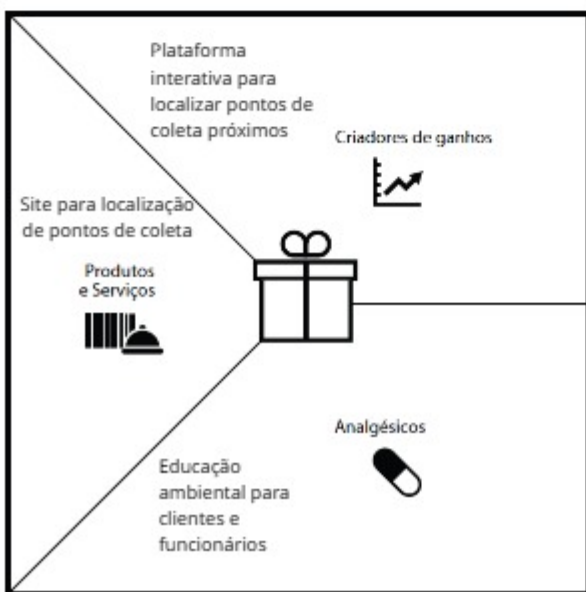 Plataforma
interativa para
localizar pontos de
coleta próximos
Criadores de ganhos
Site para localização
de pontos de coleta
Produtos
e Serviços
Analgésicos
Educação
ambiental para
clientes e
funcionários